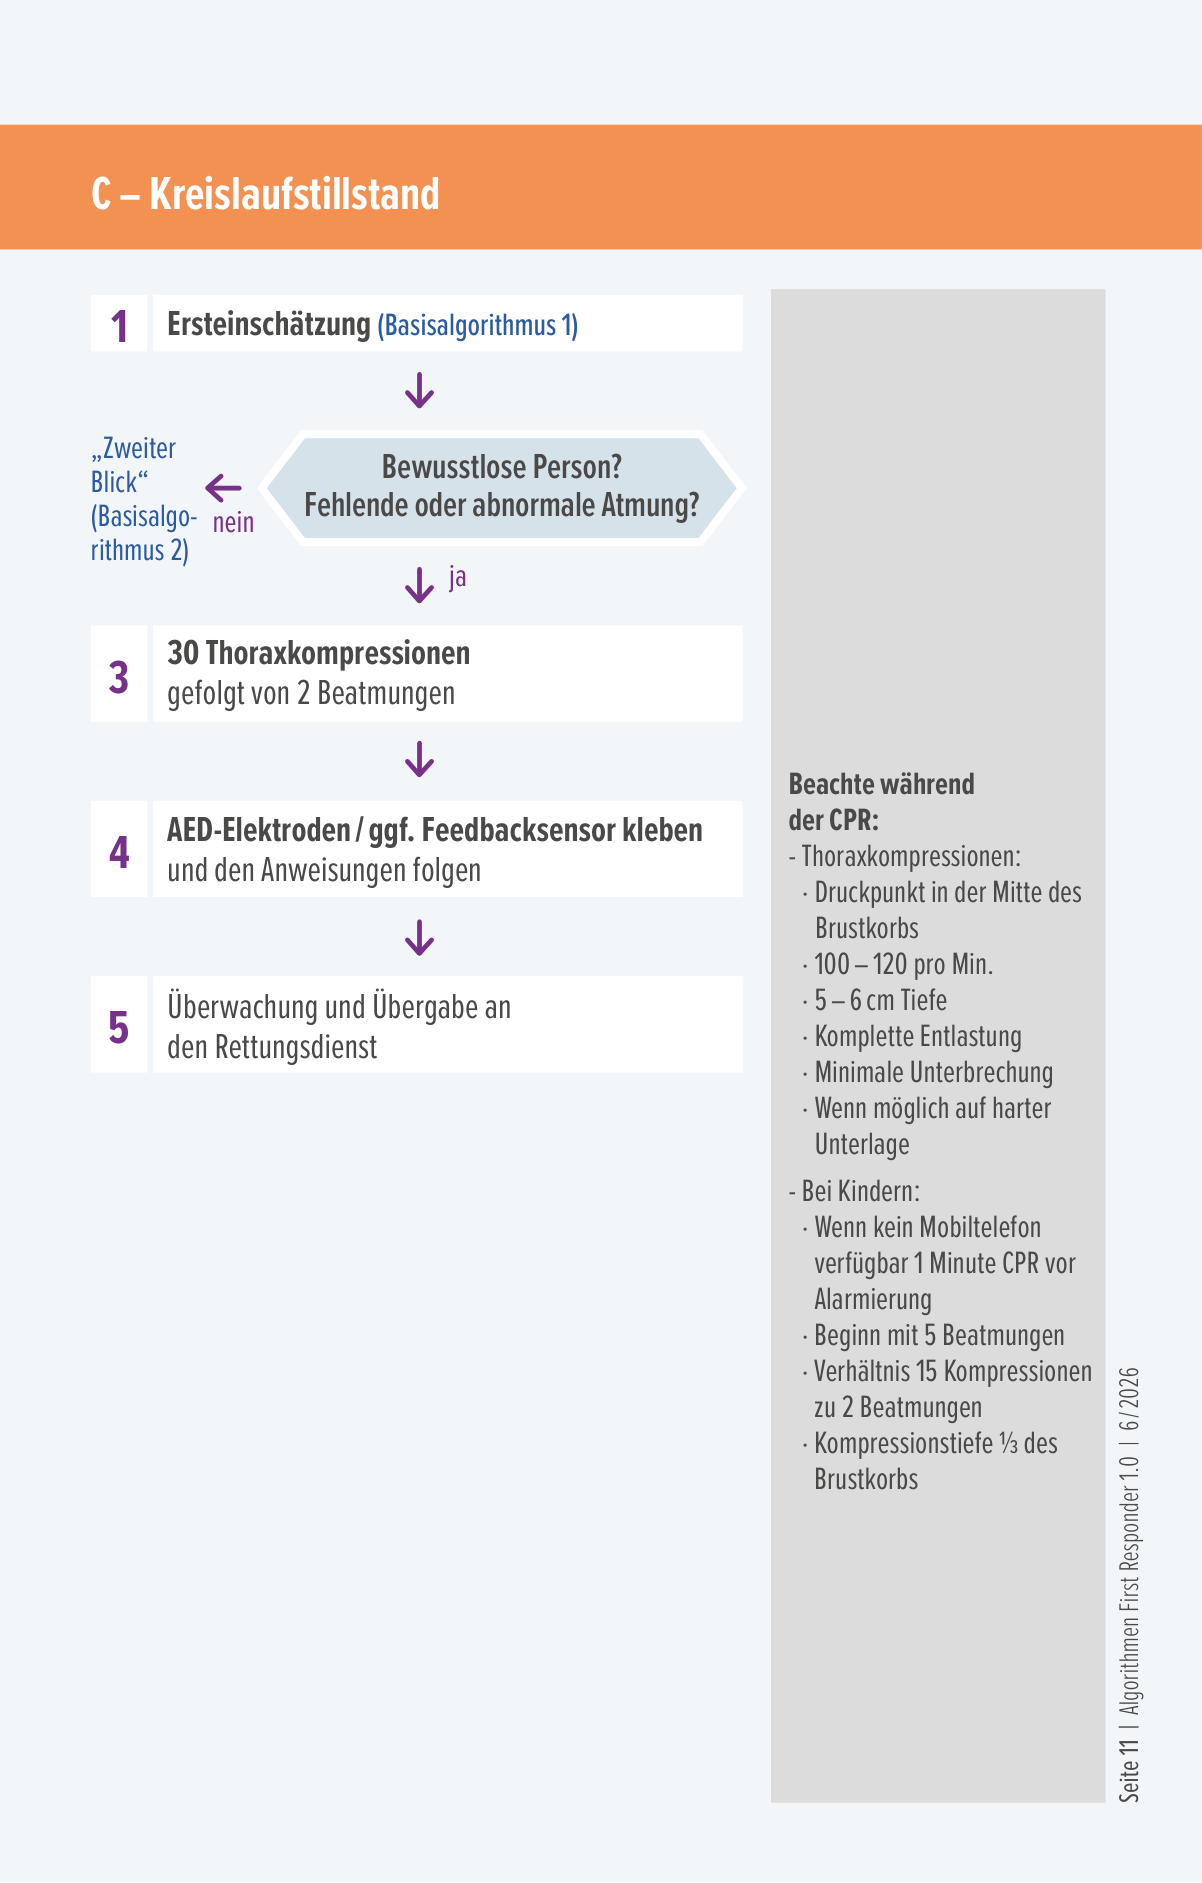 C – Kreislaufstillstand
1
Ersteinschätzung (Basisalgorithmus 1)
Bewusstlose Person?
Fehlende oder abnormale Atmung?
„Zweiter
Blick“
(Basisalgo-
rithmus 2)
nein
ja
3
30 Thoraxkompressionen
gefolgt von 2 Beatmungen
4
AED-Elektroden / ggf. Feedbacksensor kleben
und den Anweisungen folgen
5
Überwachung und Übergabe an
den Rettungsdienst
Beachte während
der CPR:
- Thoraxkompressionen:
· Druckpunkt in der Mitte des
Brustkorbs
· 100 – 120 pro Min.
· 5 – 6 cm Tiefe
· Komplette Entlastung
· Minimale Unterbrechung
· Wenn möglich auf harter
Unterlage
- Bei Kindern:
· Wenn kein Mobiltelefon
verfügbar 1 Minute CPR vor
Alarmierung
· Beginn mit 5 Beatmungen
· Verhältnis 15 Kompressionen
zu 2 Beatmungen
· Kompressionstiefe ⅓ des
Brustkorbs
Seite 11 | Algorithmen First Responder 1.0 | 6 / 2026